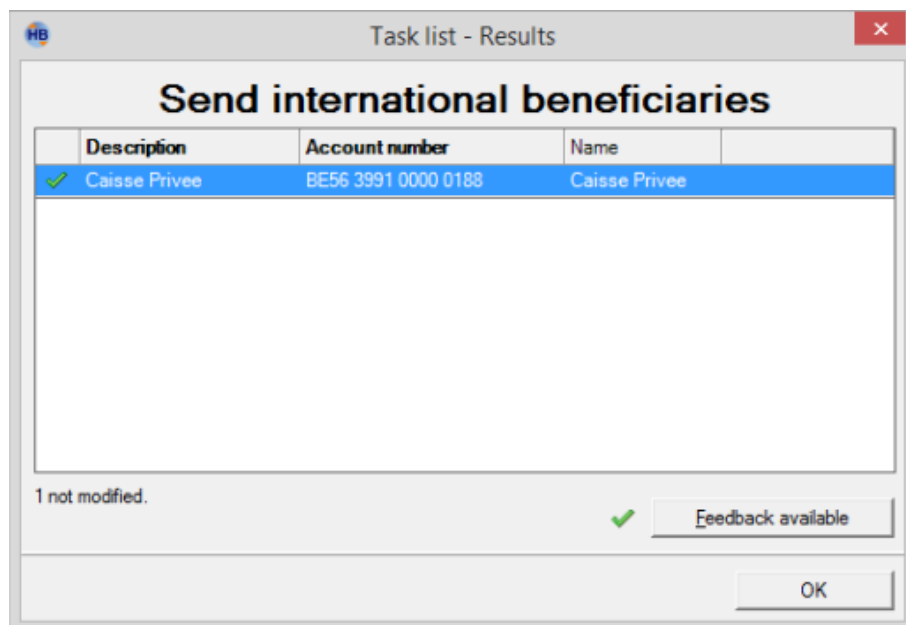 HB Task list - Results
Send international beneficiaries
Description Account number Name
Caisse Privee BE56 3991 0000 0188 Caisse Privee
1 not modified.
Feedback available
OK